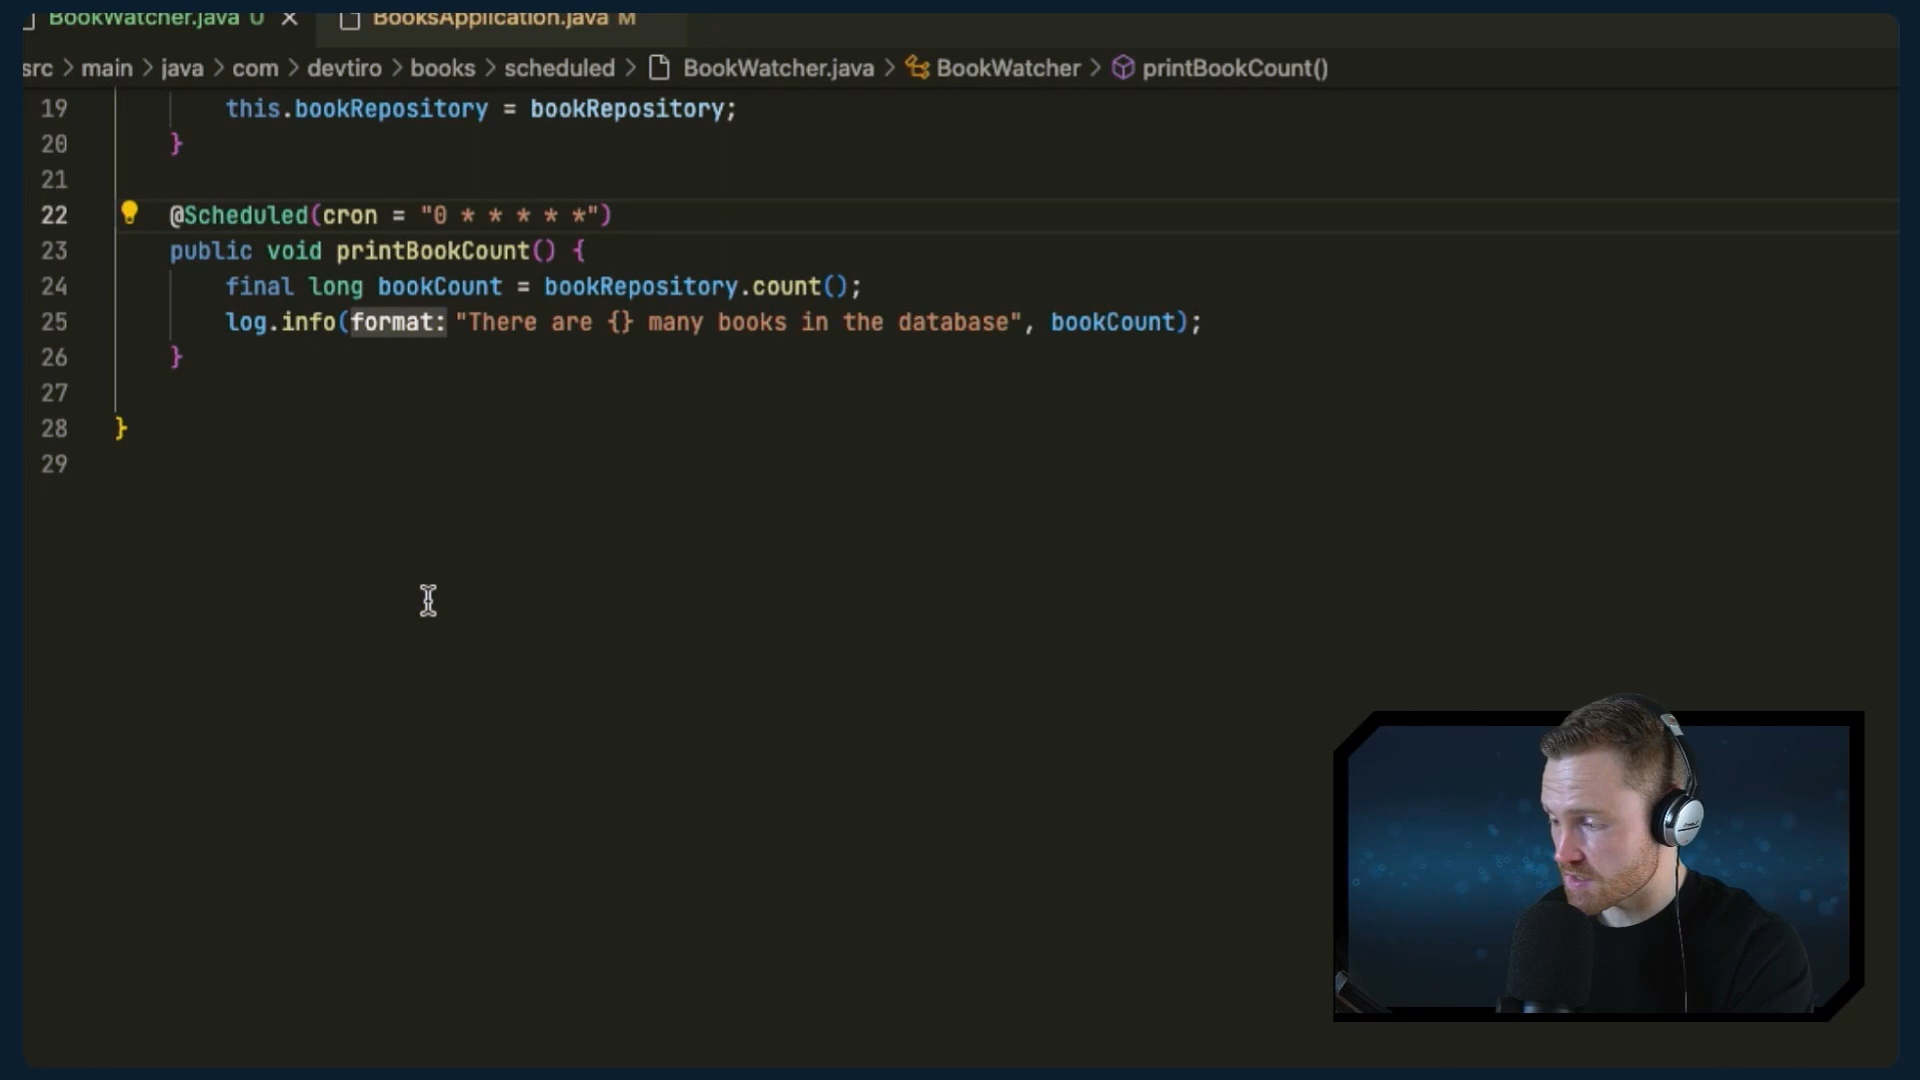 BookWatcher.java U BooksApplication.java M
src > main > java > com > devtiro > books > scheduled > BookWatcher.java > BookWatcher > printBookCount()
19 this.bookRepository = bookRepository;
20 }
21
22 @Scheduled(cron = "0 * * * * *")
23 public void printBookCount() {
24 final long bookCount = bookRepository.count();
25 log.info(format: "There are {} many books in the database", bookCount);
26 }
27
28 }
29